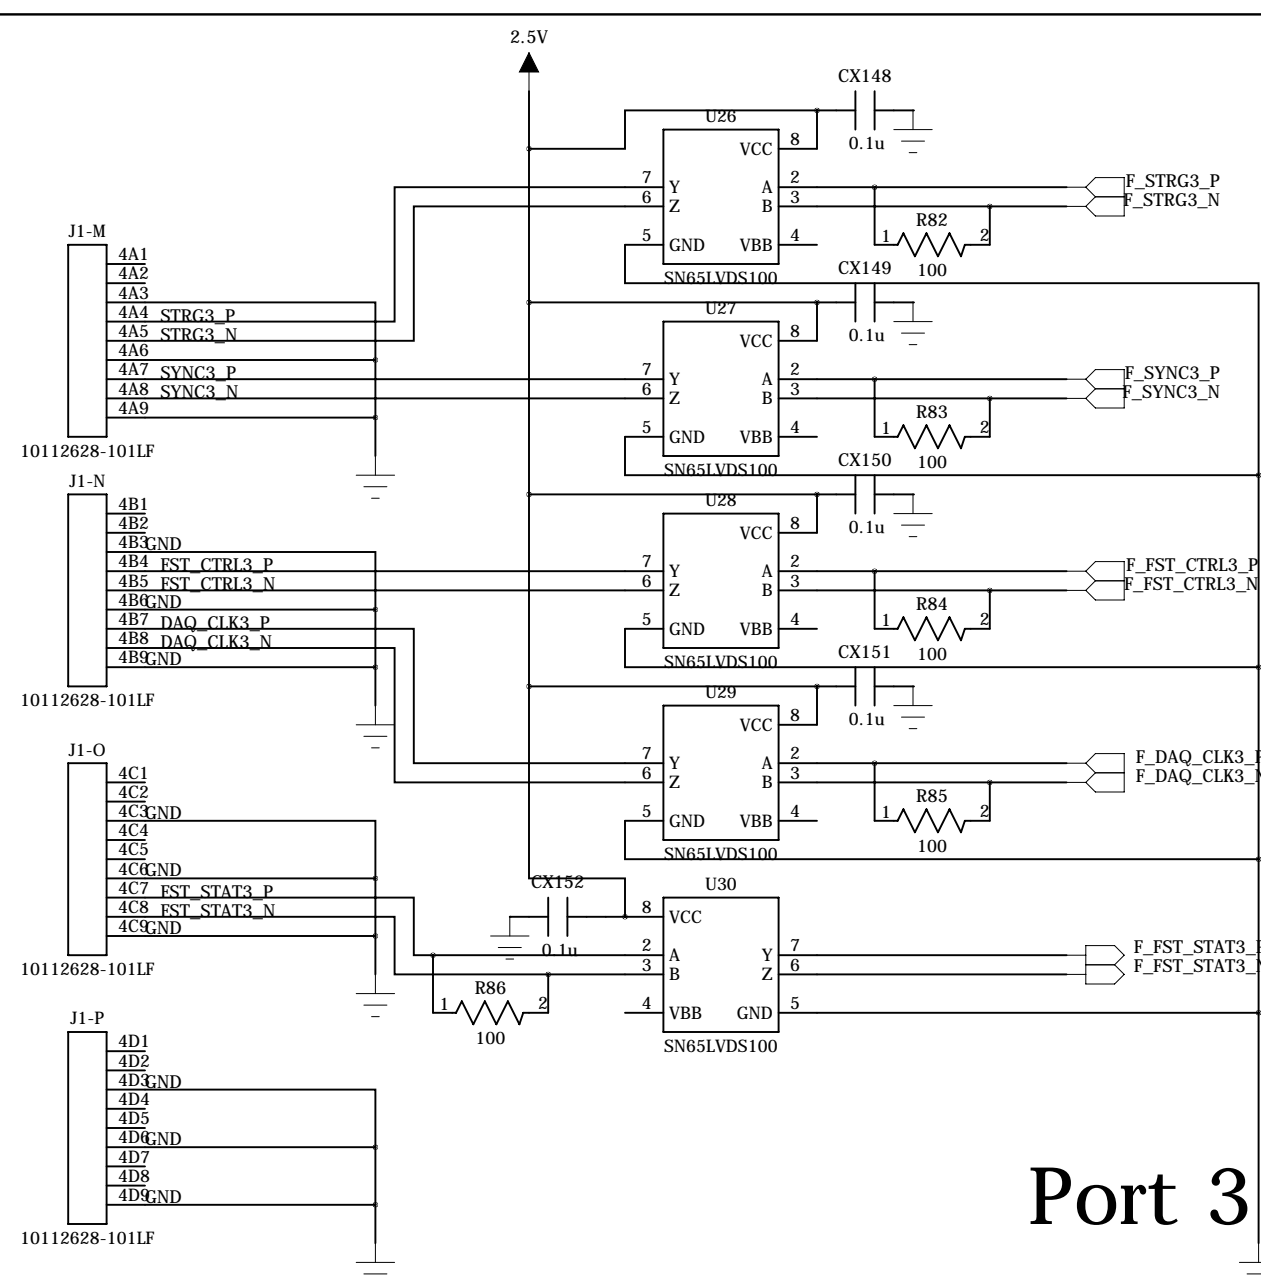 2.5V
CX148
0.1u
U26
VCC 8
7 Y A 2
6 Z B 3
5 GND VBB 4
SN65LVDS100
F_STRG3_P
F_STRG3_N
R82
1 2
100
J1-M
4A1
4A2
4A3
4A4 STRG3_P
4A5 STRG3_N
4A6
4A7 SYNC3_P
4A8 SYNC3_N
4A9
10112628-101LF
CX149
0.1u
U27
VCC 8
7 Y A 2
6 Z B 3
5 GND VBB 4
SN65LVDS100
F_SYNC3_P
F_SYNC3_N
R83
1 2
100
J1-N
4B1
4B2
4B3 GND
4B4 FST_CTRL3_P
4B5 FST_CTRL3_N
4B6 GND
4B7 DAQ_CLK3_P
4B8 DAQ_CLK3_N
4B9 GND
10112628-101LF
CX150
0.1u
U28
VCC 8
7 Y A 2
6 Z B 3
5 GND VBB 4
SN65LVDS100
F_FST_CTRL3_P
F_FST_CTRL3_N
R84
1 2
100
CX151
0.1u
U29
VCC 8
7 Y A 2
6 Z B 3
5 GND VBB 4
SN65LVDS100
F_DAQ_CLK3_P
F_DAQ_CLK3_N
R85
1 2
100
J1-O
4C1
4C2
4C3 GND
4C4
4C5
4C6 GND
4C7 FST_STAT3_P
4C8 FST_STAT3_N
4C9 GND
10112628-101LF
CX152
0.1u
U30
8 VCC
2 A Y 7
3 B Z 6
4 VBB GND 5
SN65LVDS100
F_FST_STAT3_P
F_FST_STAT3_N
R86
1 2
100
J1-P
4D1
4D2
4D3 GND
4D4
4D5
4D6 GND
4D7
4D8
4D9 GND
10112628-101LF
Port 3